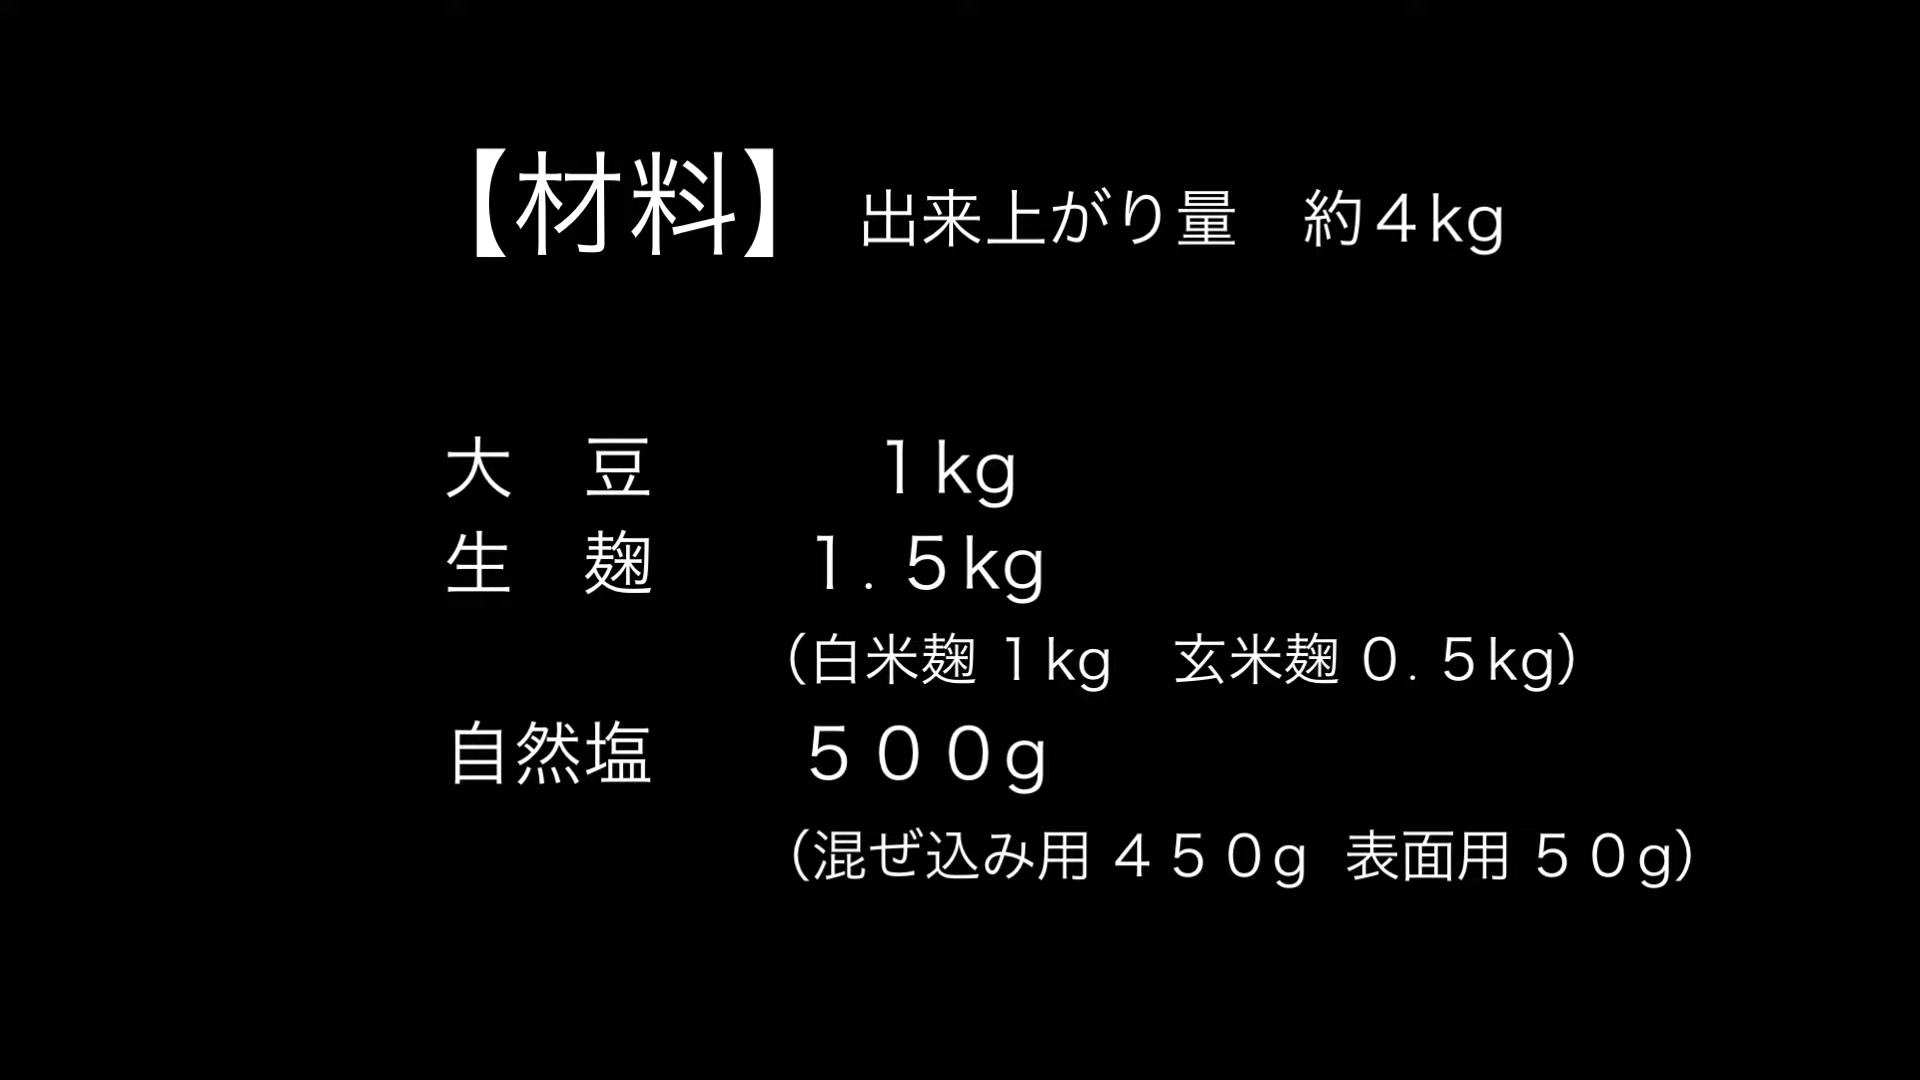 【材料】 出来上がり量　約４kg
大　豆　　　１kg
生　麹　　１．５kg
（白米麹 １kg　玄米麹 ０．５kg）
自然塩　　５００g
（混ぜ込み用 ４５０g 表面用 ５０g）